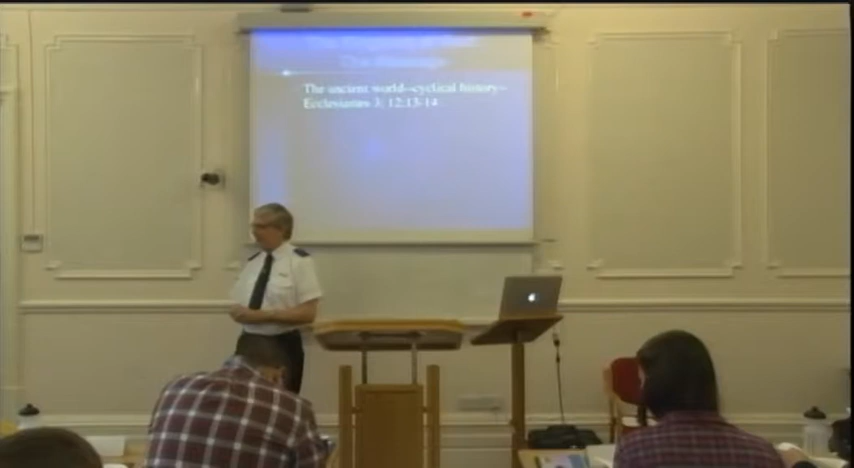 The ancient world--cyclical history--
Ecclesiastes 3; 12:13-14